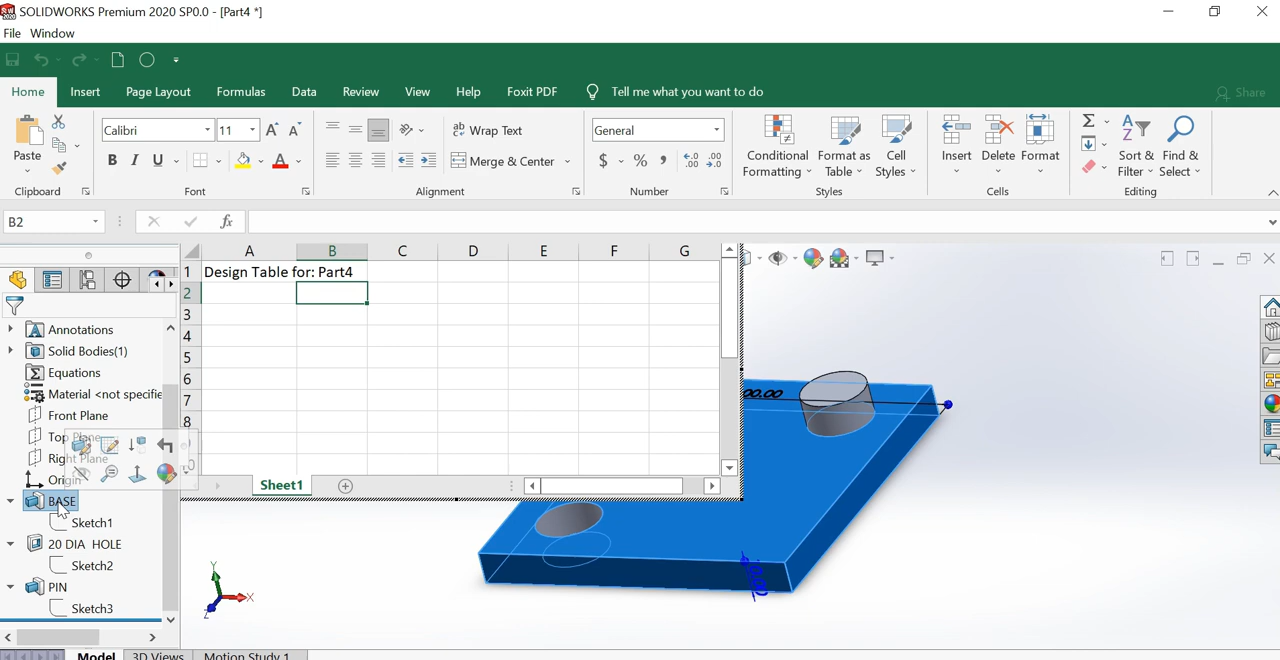 SOLIDWORKS Premium 2020 SP0.0 - [Part4 *]
File Window
Home Insert Page Layout Formulas Data Review View Help Foxit PDF Tell me what you want to do Share
Calibri 11 Wrap Text General
Paste Merge & Center Conditional Formatting Format as Table Cell Styles Insert Delete Format Sort & Filter Find & Select
Clipboard Font Alignment Number Styles Cells Editing
B2 fx
A B C D E F G
1 Design Table for: Part4
2
3
4
5
6
7
8
Annotations
Solid Bodies(1)
Equations
Material <not specifie
Front Plane
Top Plane
Right Plane
Origin
BASE
Sketch1
20 DIA HOLE
Sketch2
PIN
Sketch3
Sheet1
00.00
Y
X
Z
Model 3D Views Motion Study 1